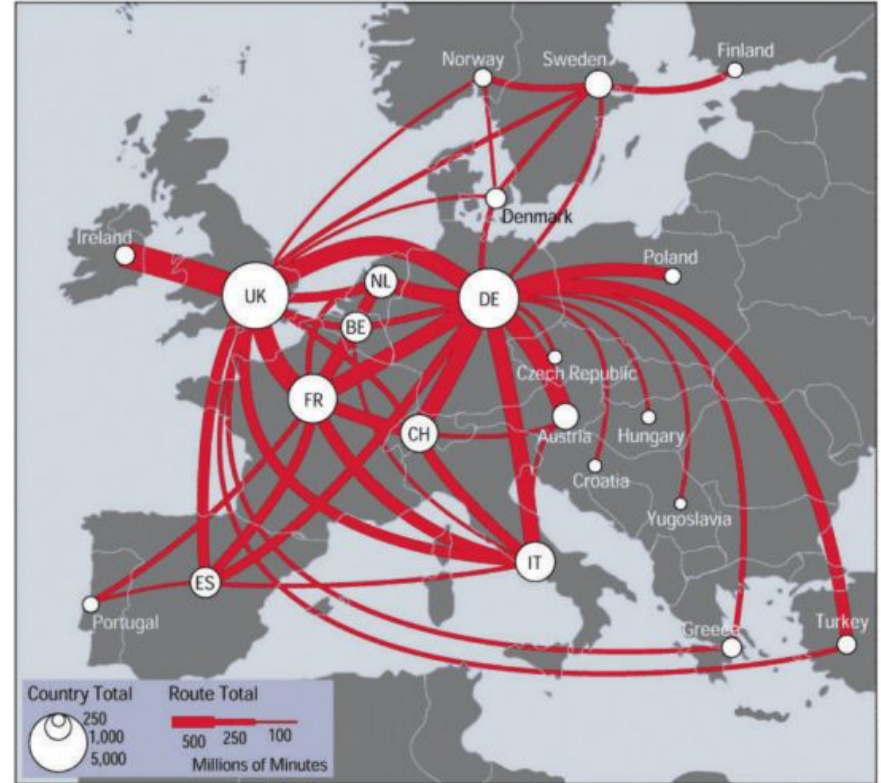 Norway
Sweden
Finland
Denmark
Ireland
Poland
UK
NL
DE
BE
Czech Republic
FR
CH
Austria
Hungary
Croatia
Yugoslavia
IT
ES
Portugal
Greece
Turkey
Country Total
Route Total
250
1,000
5,000
500 250 100
Millions of Minutes